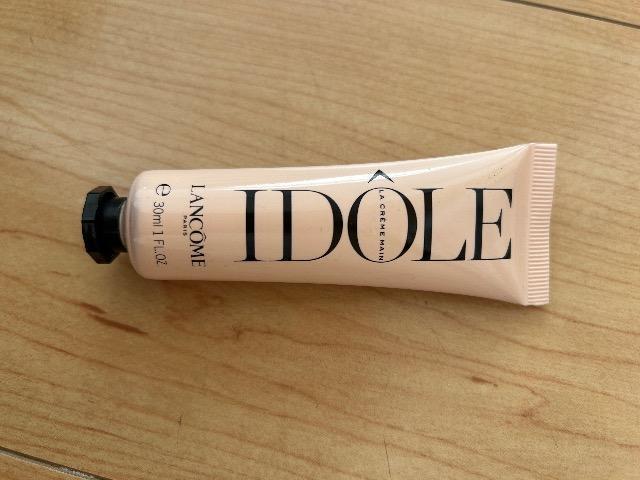 IDÔLE
LA CRÈME MAIN
LANCÔME
PARIS
℮ 30ml 1 FL.OZ